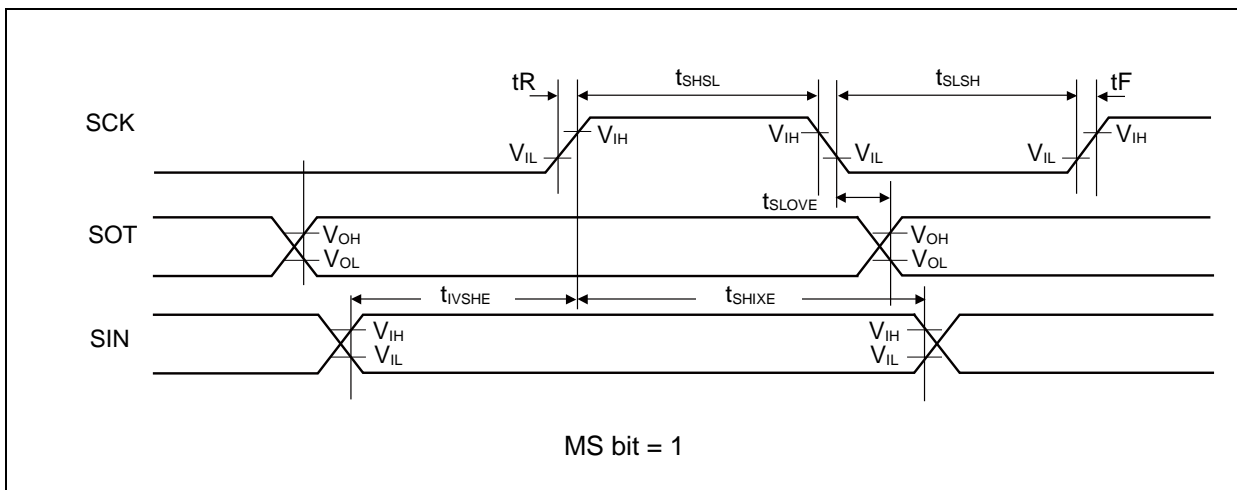 tR
tSHSL
tSLSH
tF
SCK
VIH
VIH
VIH
VIL
VIL
VIL
tSLOVE
SOT
VOH
VOL
VOH
VOL
tIVSHE
tSHIXE
SIN
VIH
VIL
VIH
VIL
MS bit = 1